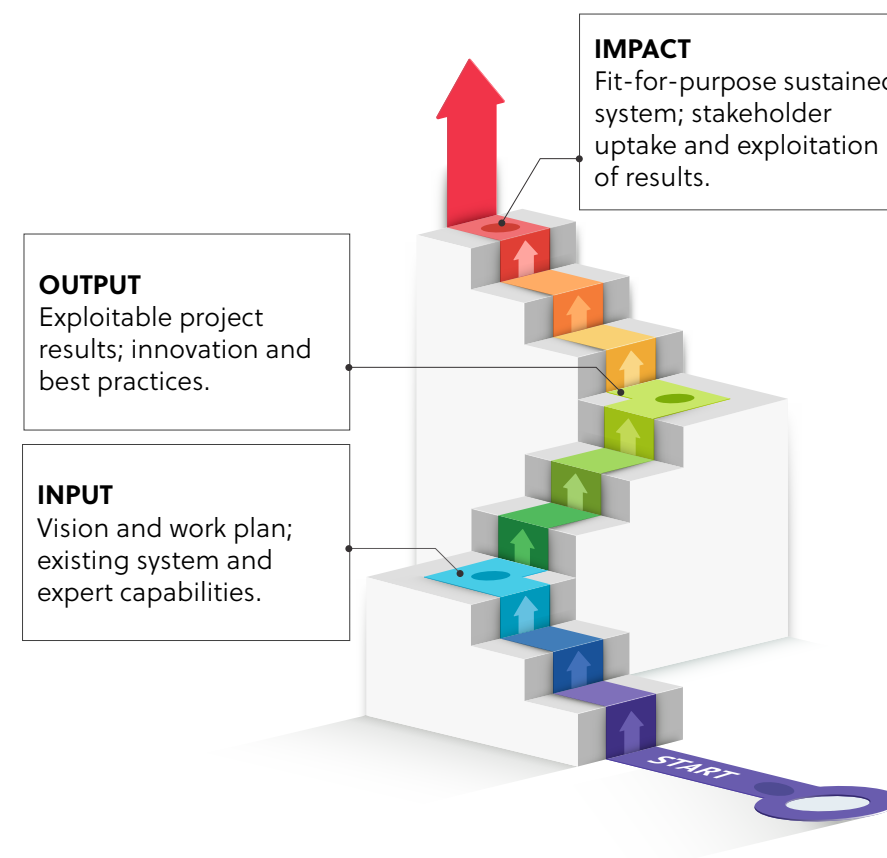 IMPACT
Fit-for-purpose sustained
system; stakeholder
uptake and exploitation
of results.
OUTPUT
Exploitable project
results; innovation and
best practices.
INPUT
Vision and work plan;
existing system and
expert capabilities.
START